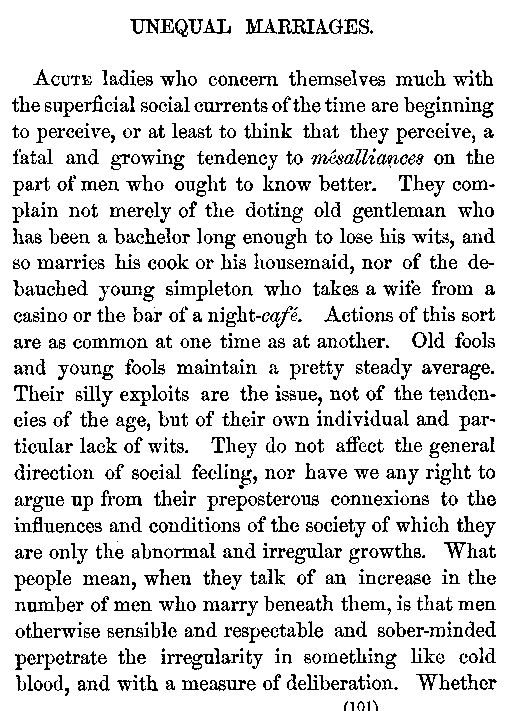 UNEQUAL MARRIAGES.
ACUTE ladies who concern themselves much with
the superficial social currents of the time are beginning
to perceive, or at least to think that they perceive, a
fatal and growing tendency to mésalliances on the
part of men who ought to know better. They com-
plain not merely of the doting old gentleman who
has been a bachelor long enough to lose his wits, and
so marries his cook or his housemaid, nor of the de-
bauched young simpleton who takes a wife from a
casino or the bar of a night-café. Actions of this sort
are as common at one time as at another. Old fools
and young fools maintain a pretty steady average.
Their silly exploits are the issue, not of the tenden-
cies of the age, but of their own individual and par-
ticular lack of wits. They do not affect the general
direction of social feeling, nor have we any right to
argue up from their preposterous connexions to the
influences and conditions of the society of which they
are only the abnormal and irregular growths. What
people mean, when they talk of an increase in the
number of men who marry beneath them, is that men
otherwise sensible and respectable and sober-minded
perpetrate the irregularity in something like cold
blood, and with a measure of deliberation. Whether
(101)